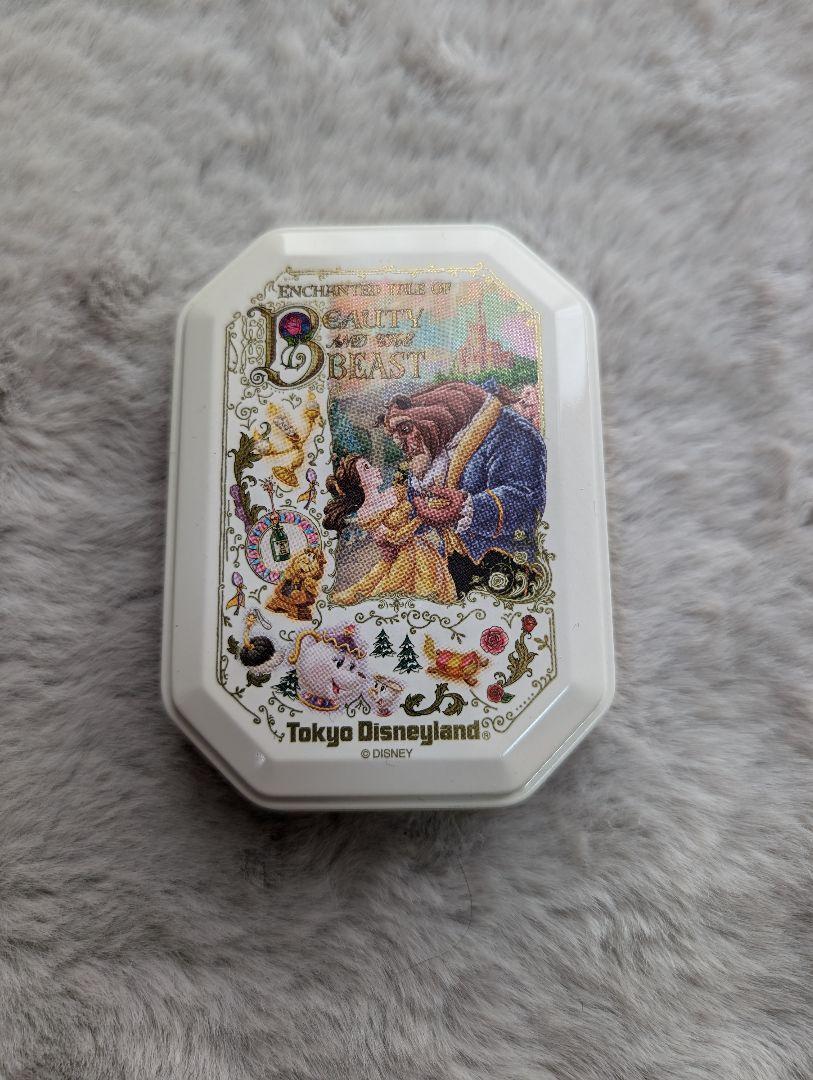 ENCHANTED TALE OF
BEAUTY
AND THE
BEAST
Tokyo Disneyland®
© DISNEY